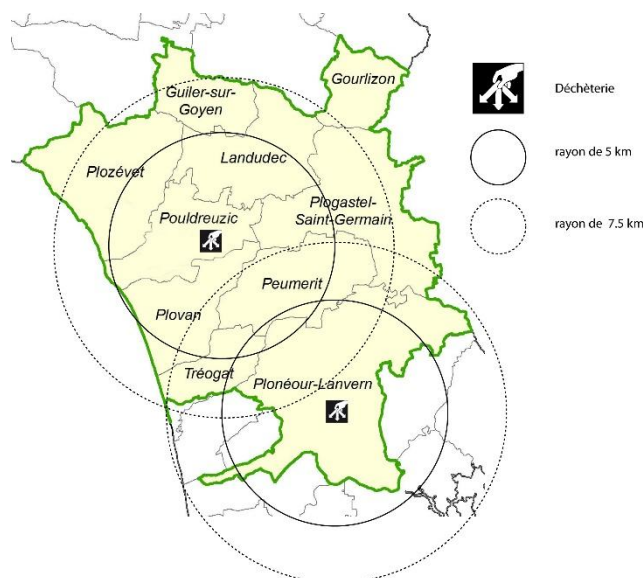 Gourlizon
Guiler-sur-
Goyen
Landudec
Plozévet
Plogastel-
Saint-Germain
Pouldreuzic
Peumerit
Plovan
Tréogat
Plonéour-Lanvern
Déchèterie
rayon de 5 km
rayon de 7.5 km